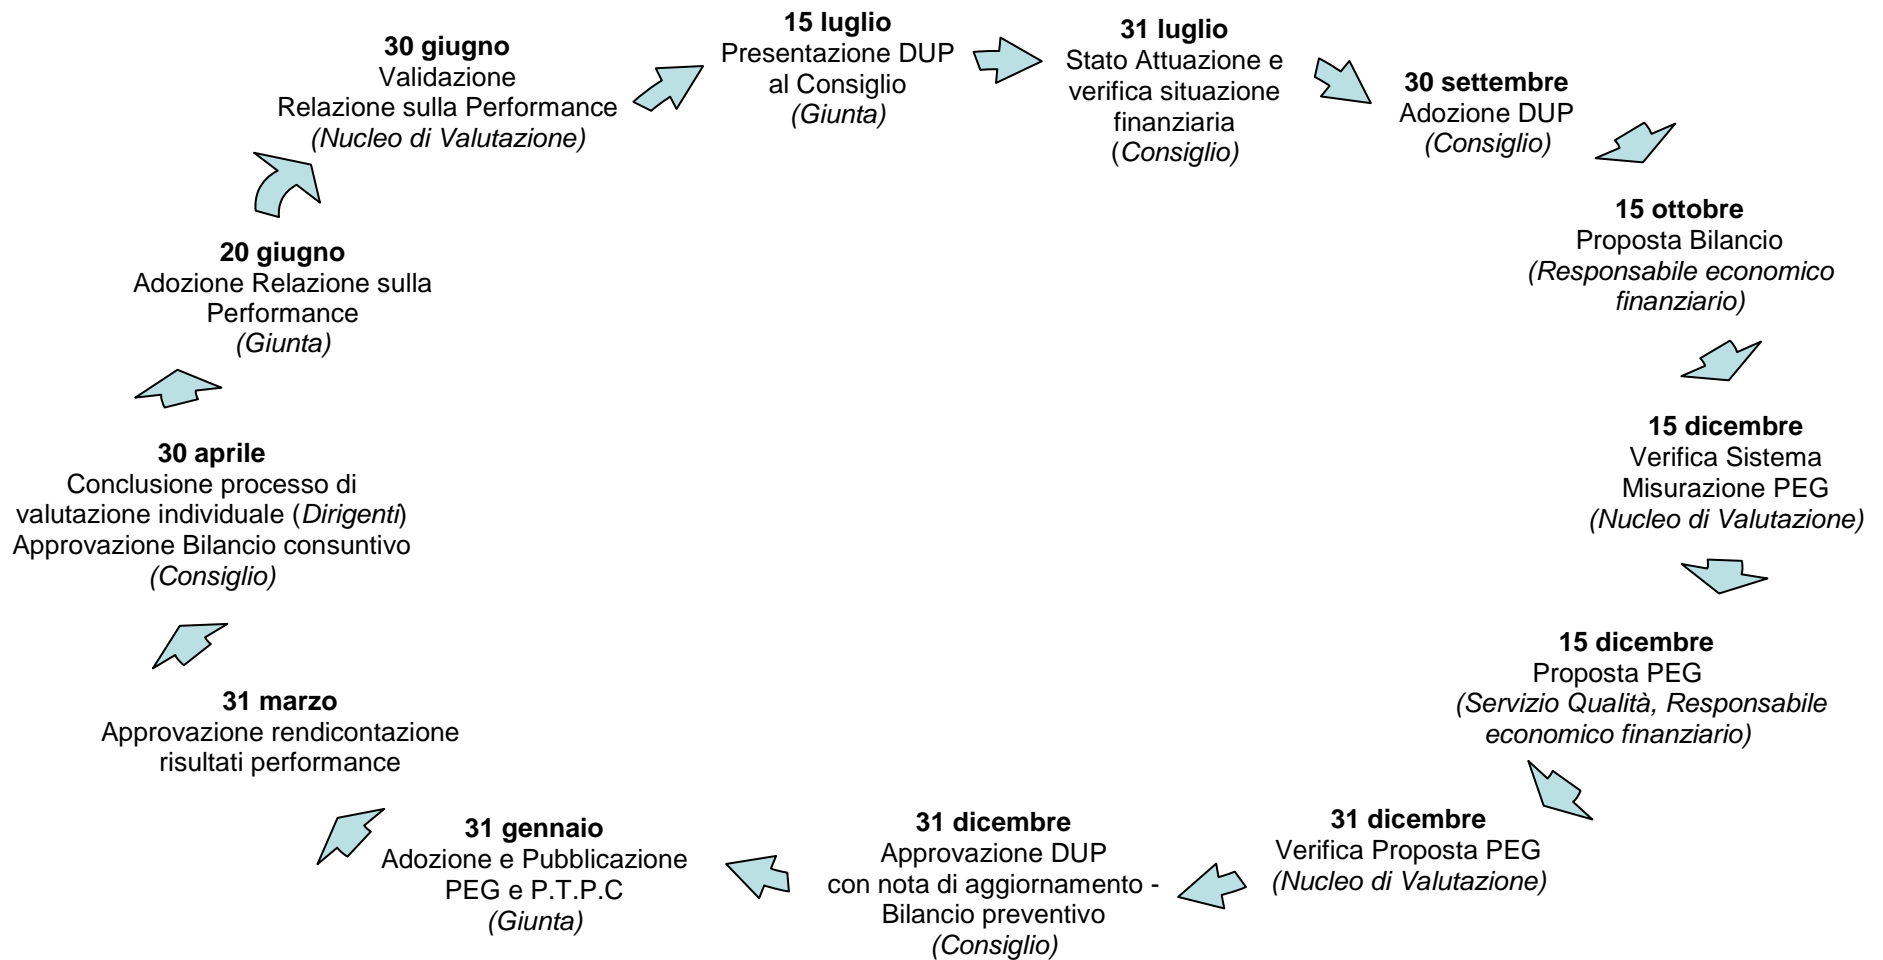 15 luglio
Presentazione DUP
al Consiglio
(Giunta)
31 luglio
Stato Attuazione e
verifica situazione
finanziaria
(Consiglio)
30 settembre
Adozione DUP
(Consiglio)
15 ottobre
Proposta Bilancio
(Responsabile economico
finanziario)
15 dicembre
Verifica Sistema
Misurazione PEG
(Nucleo di Valutazione)
15 dicembre
Proposta PEG
(Servizio Qualità, Responsabile
economico finanziario)
31 dicembre
Verifica Proposta PEG
(Nucleo di Valutazione)
31 dicembre
Approvazione DUP
con nota di aggiornamento -
Bilancio preventivo
(Consiglio)
31 gennaio
Adozione e Pubblicazione
PEG e P.T.P.C
(Giunta)
31 marzo
Approvazione rendicontazione
risultati performance
30 aprile
Conclusione processo di
valutazione individuale (Dirigenti)
Approvazione Bilancio consuntivo
(Consiglio)
20 giugno
Adozione Relazione sulla
Performance
(Giunta)
30 giugno
Validazione
Relazione sulla Performance
(Nucleo di Valutazione)